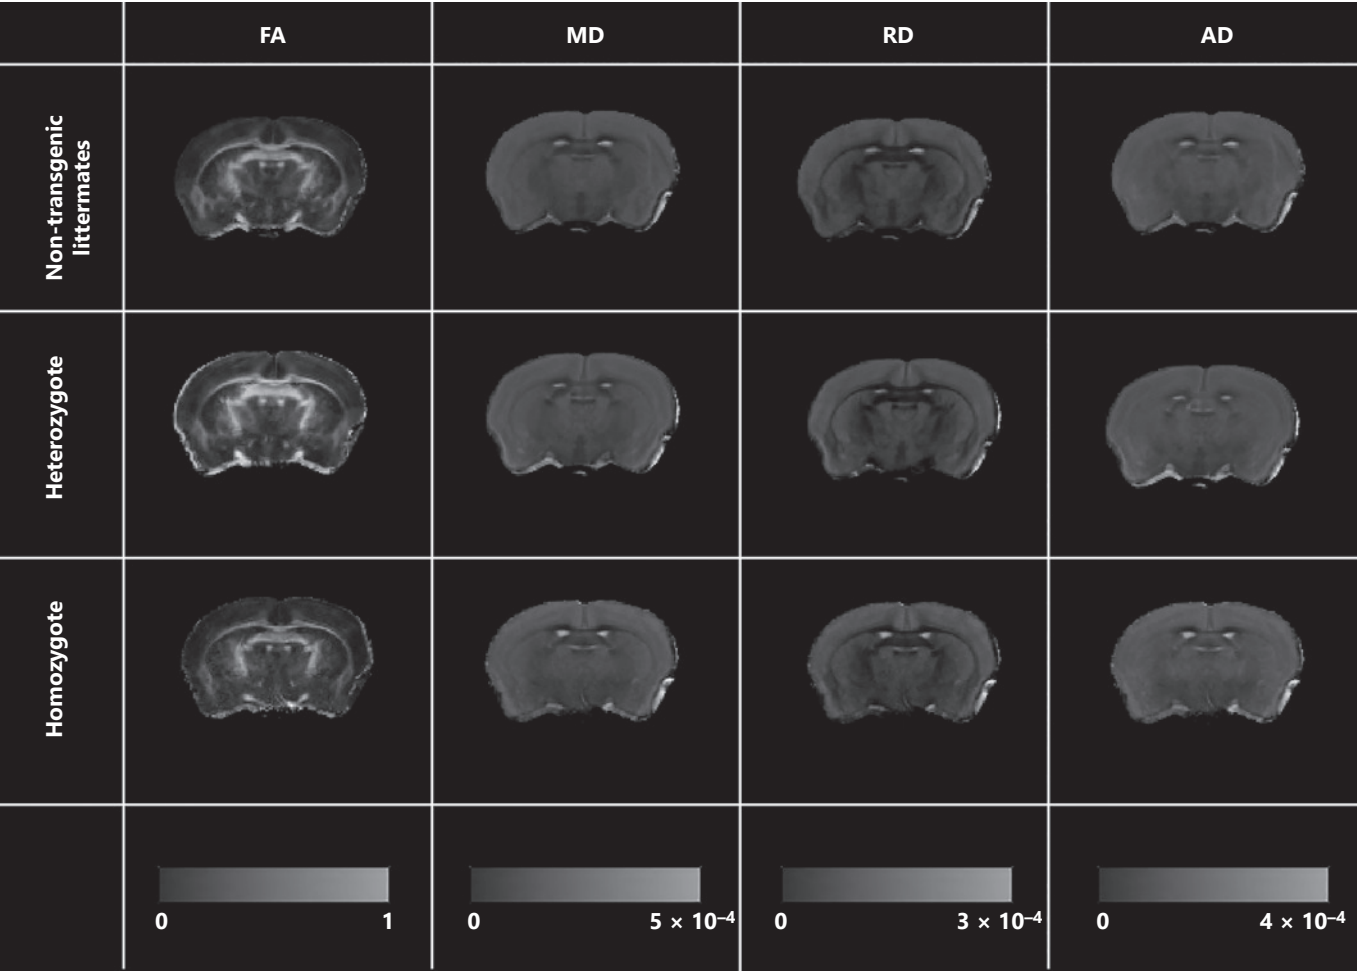 FA MD RD AD
Non-transgenic
littermates
Heterozygote
Homozygote
0 1 0 5 × 10⁻⁴ 0 3 × 10⁻⁴ 0 4 × 10⁻⁴